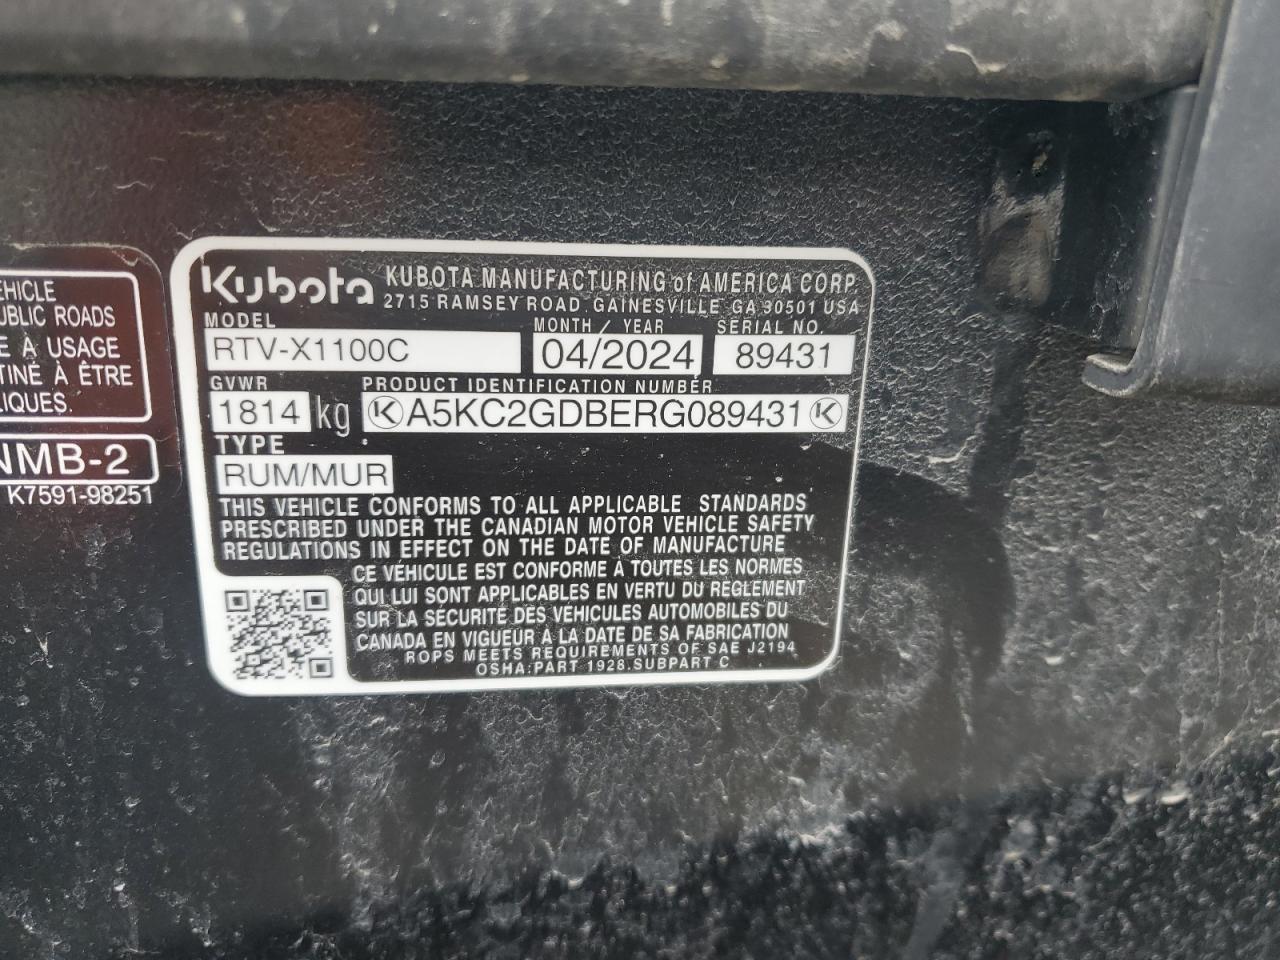 EHICLE
UBLIC ROADS
E À USAGE
TINÉ À ÊTRE
LIQUES.
NMB-2
K7591-98251
Kubota KUBOTA MANUFACTURING of AMERICA CORP.
2715 RAMSEY ROAD, GAINESVILLE, GA 30501 USA
MODEL MONTH / YEAR SERIAL NO.
RTV-X1100C 04/2024 89431
GVWR PRODUCT IDENTIFICATION NUMBER
1814 kg K A5KC2GDBERG089431 K
TYPE
RUM/MUR
THIS VEHICLE CONFORMS TO ALL APPLICABLE STANDARDS
PRESCRIBED UNDER THE CANADIAN MOTOR VEHICLE SAFETY
REGULATIONS IN EFFECT ON THE DATE OF MANUFACTURE
CE VÉHICULE EST CONFORME À TOUTES LES NORMES
QUI LUI SONT APPLICABLES EN VERTU DU RÈGLEMENT
SUR LA SÉCURITÉ DES VÉHICULES AUTOMOBILES DU
CANADA EN VIGUEUR À LA DATE DE SA FABRICATION
ROPS MEETS REQUIREMENTS OF SAE J2194
OSHA:PART 1928.SUBPART C